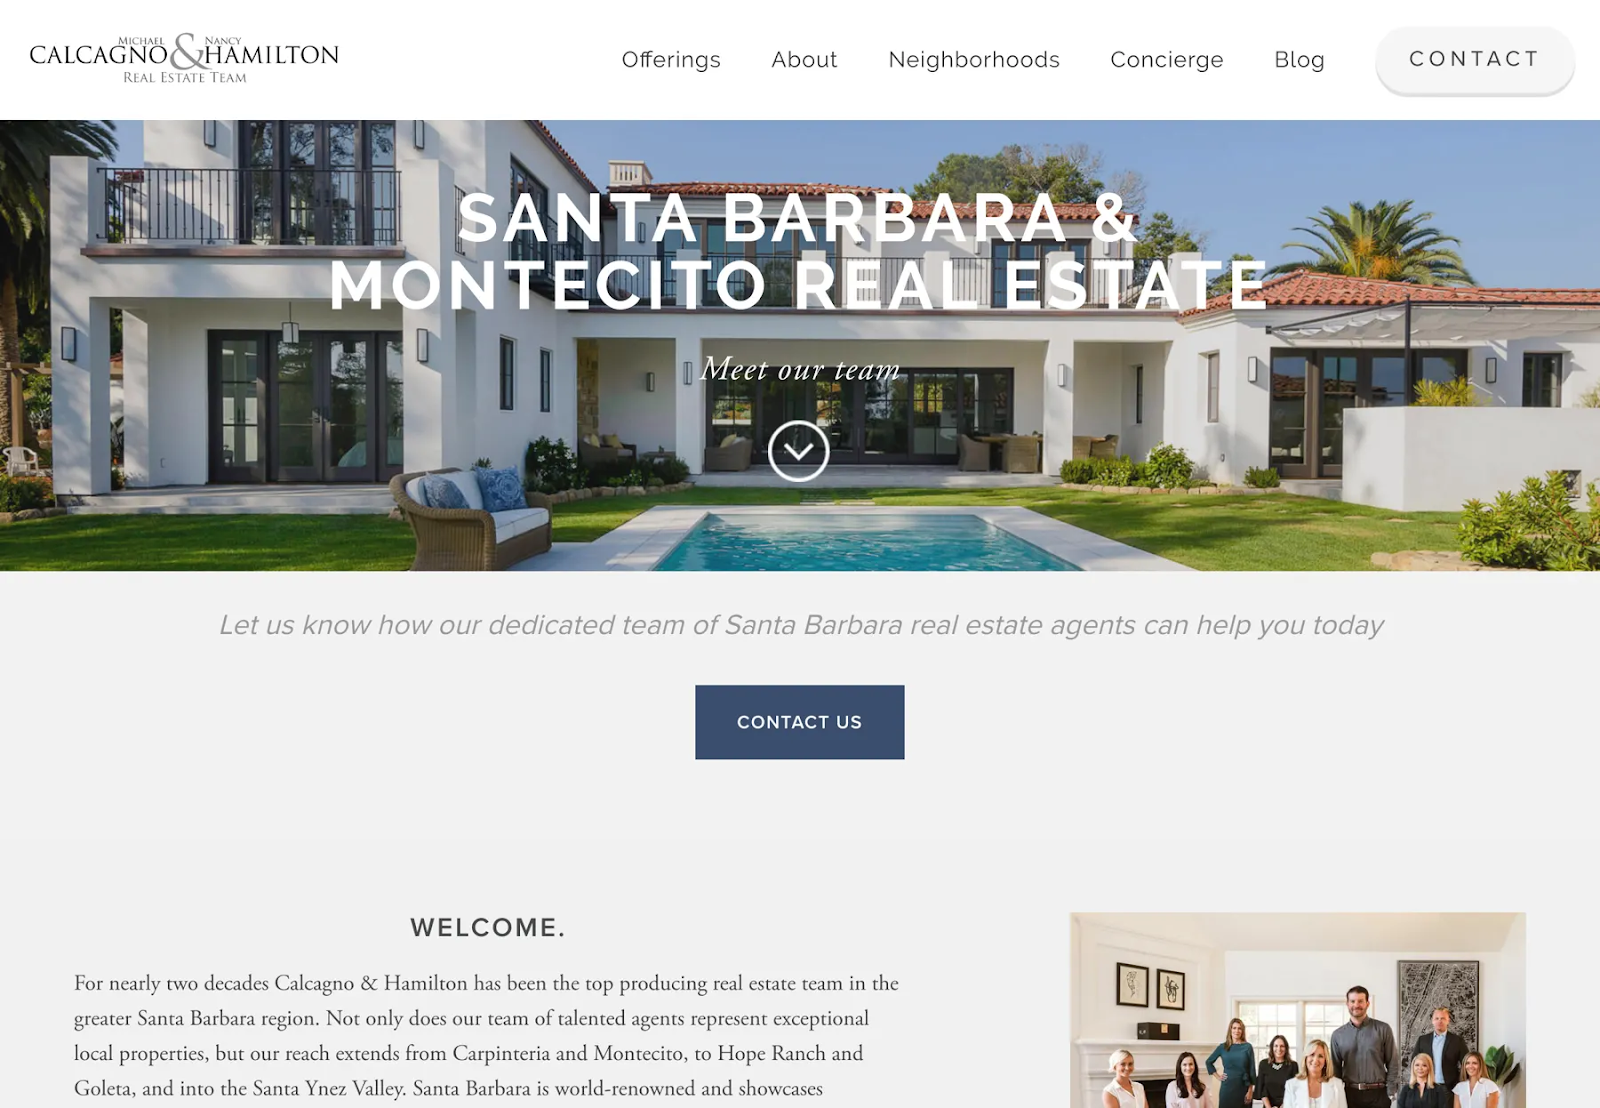 MICHAEL NANCY
CALCAGNO & HAMILTON
REAL ESTATE TEAM
Offerings
About
Neighborhoods
Concierge
Blog
CONTACT
SANTA BARBARA &
MONTECITO REAL ESTATE
Meet our team
Let us know how our dedicated team of Santa Barbara real estate agents can help you today
CONTACT US
WELCOME.
For nearly two decades Calcagno & Hamilton has been the top producing real estate team in the
greater Santa Barbara region. Not only does our team of talented agents represent exceptional
local properties, but our reach extends from Carpinteria and Montecito, to Hope Ranch and
Goleta, and into the Santa Ynez Valley. Santa Barbara is world-renowned and showcases